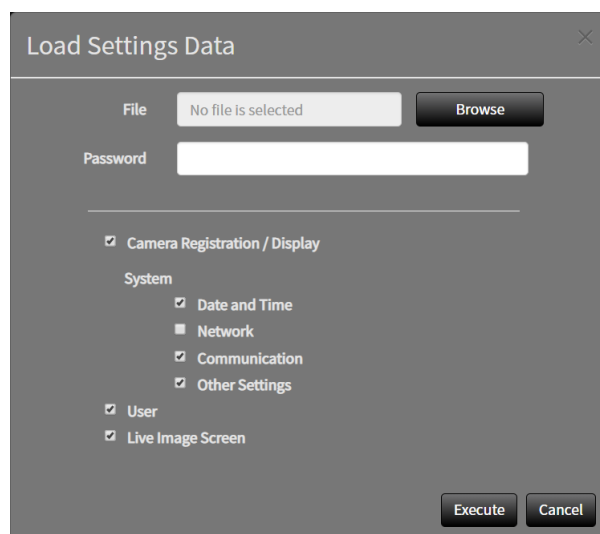 Load Settings Data
File No file is selected Browse
Password
Camera Registration / Display
System
Date and Time
Network
Communication
Other Settings
User
Live Image Screen
Execute Cancel